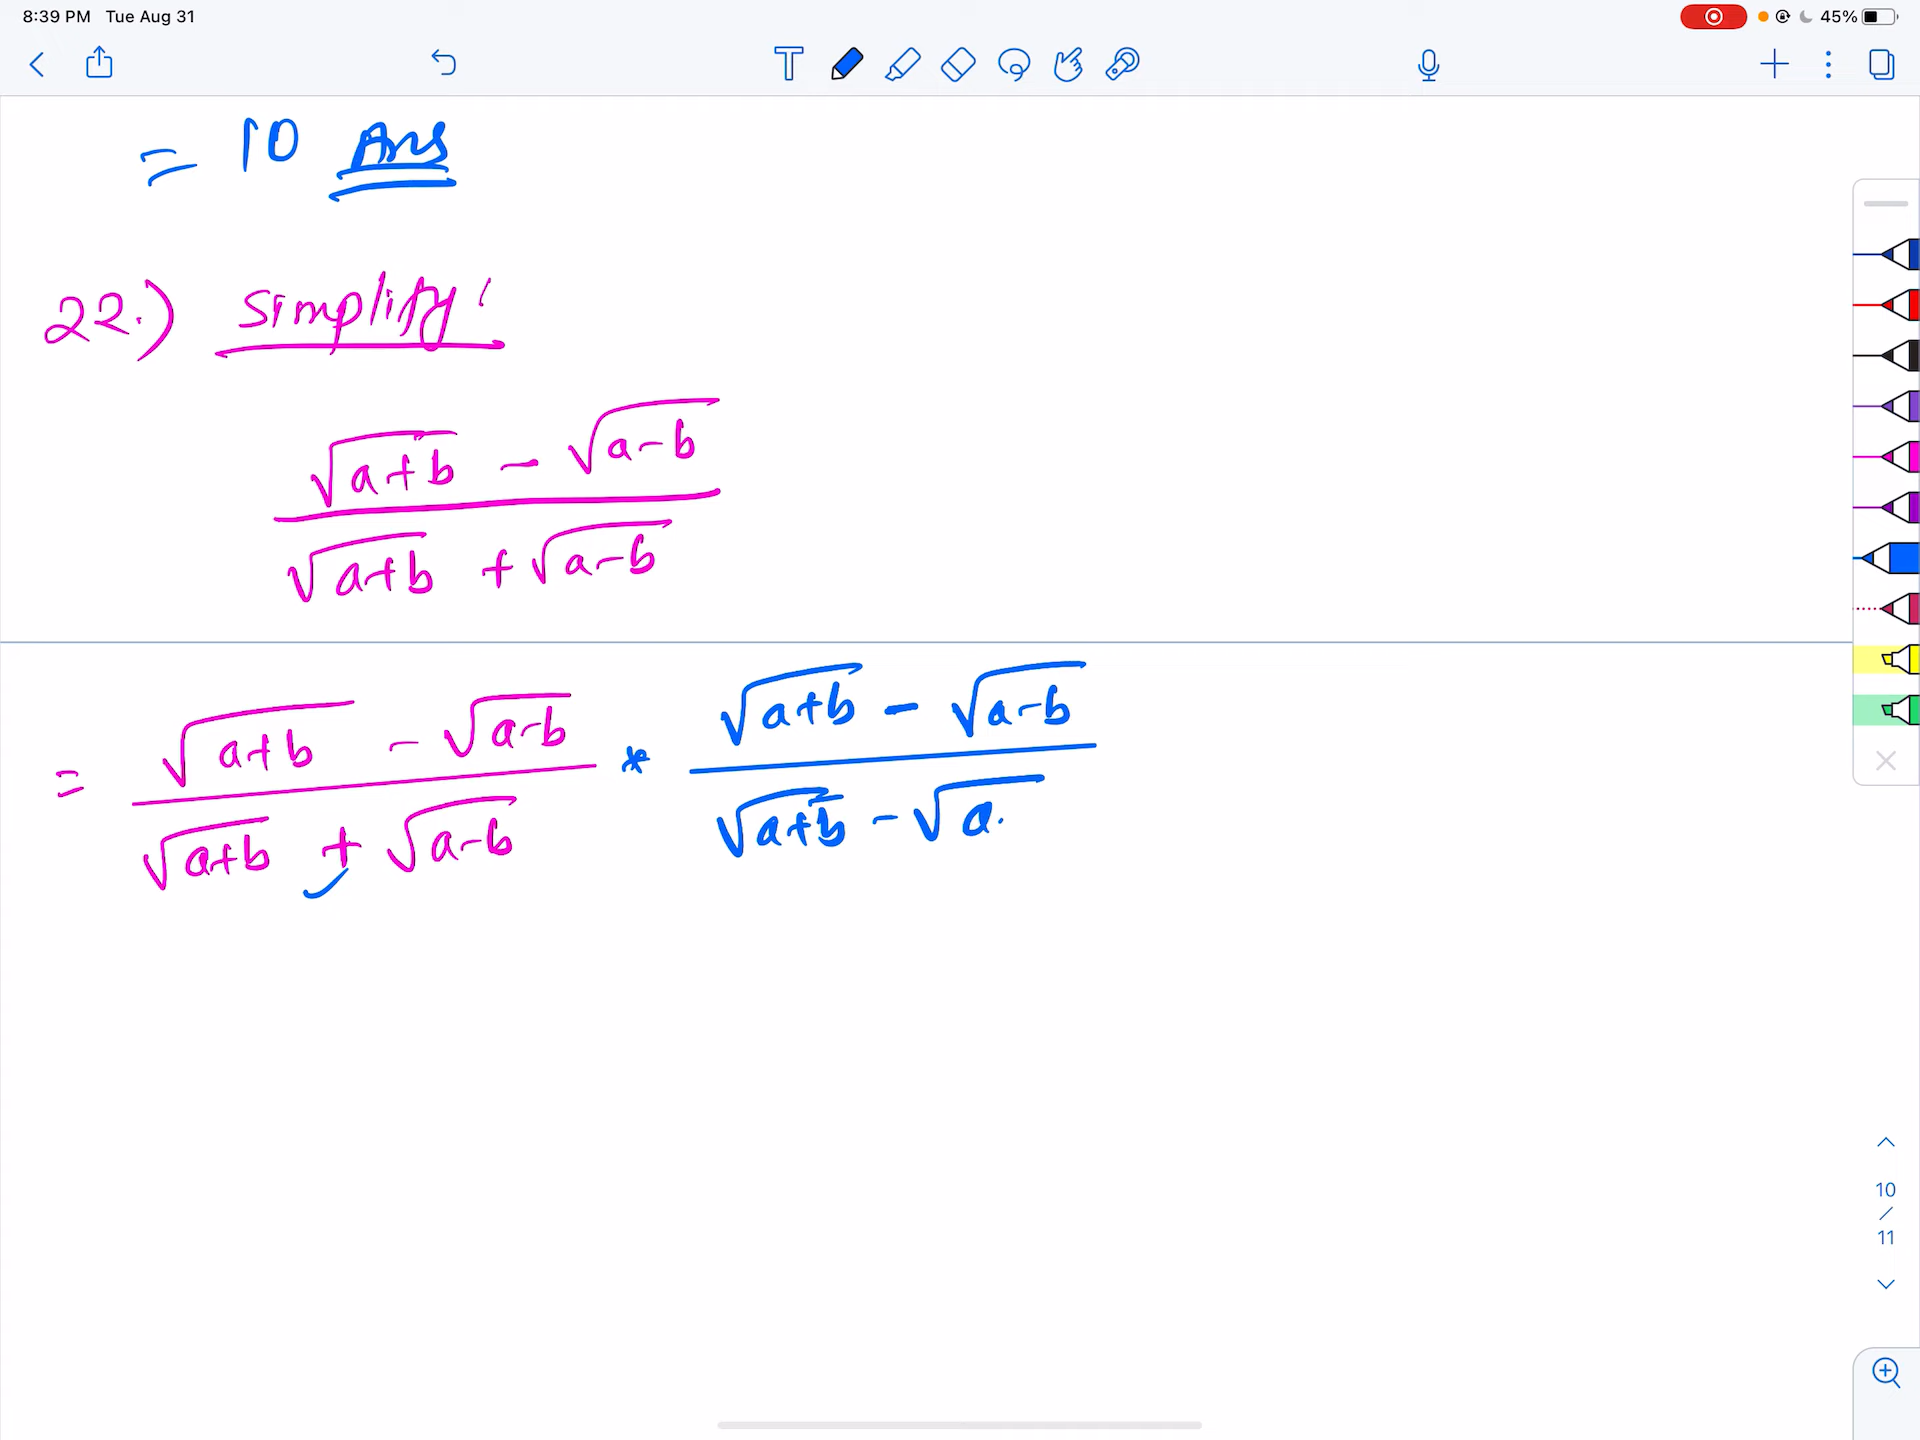 8:39 PM Tue Aug 31
45%
T
= 10 Ans
22.) Simplify:
√(a+b) - √(a-b)
√(a+b) + √(a-b)
= √(a+b) - √(a-b) * √(a+b) - √(a-b)
√(a+b) + √(a-b) √(a+b) - √a.
10
/
11